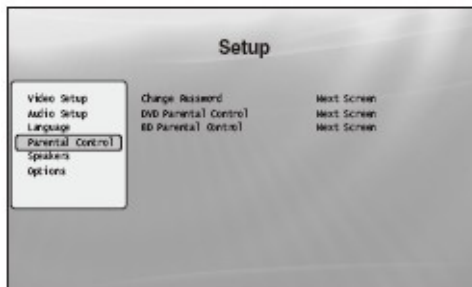 Setup
Video Setup
Audio Setup
Language
Parental Control
Speakers
Options
Change Password Next Screen
DVD Parental Control Next Screen
BD Parental Control Next Screen